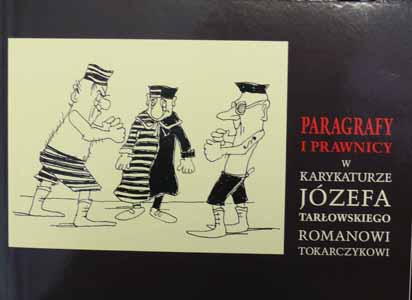 PARAGRAFY
I PRAWNICY
W
KARYKATURZE
JÓZEFA
TARŁOWSKIEGO
ROMANOWI
TOKARCZYKOWI